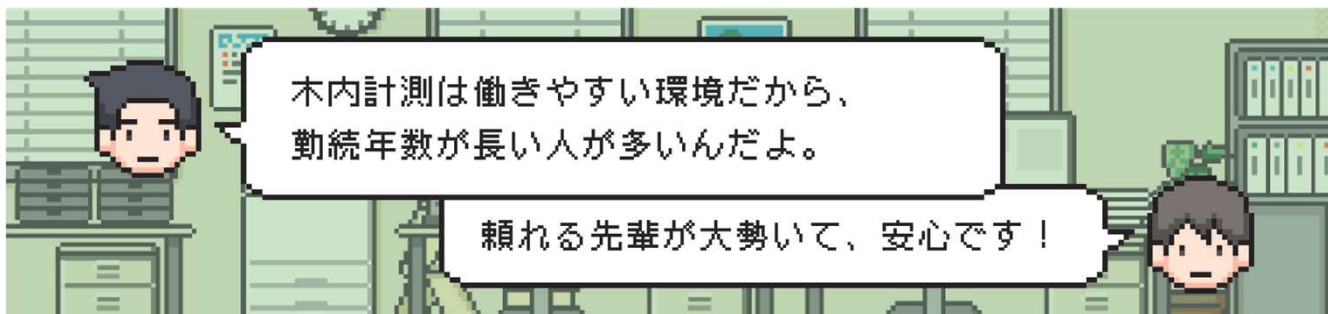 木内計測は働きやすい環境だから、
勤続年数が長い人が多いんだよ。
頼れる先輩が大勢いて、安心です！